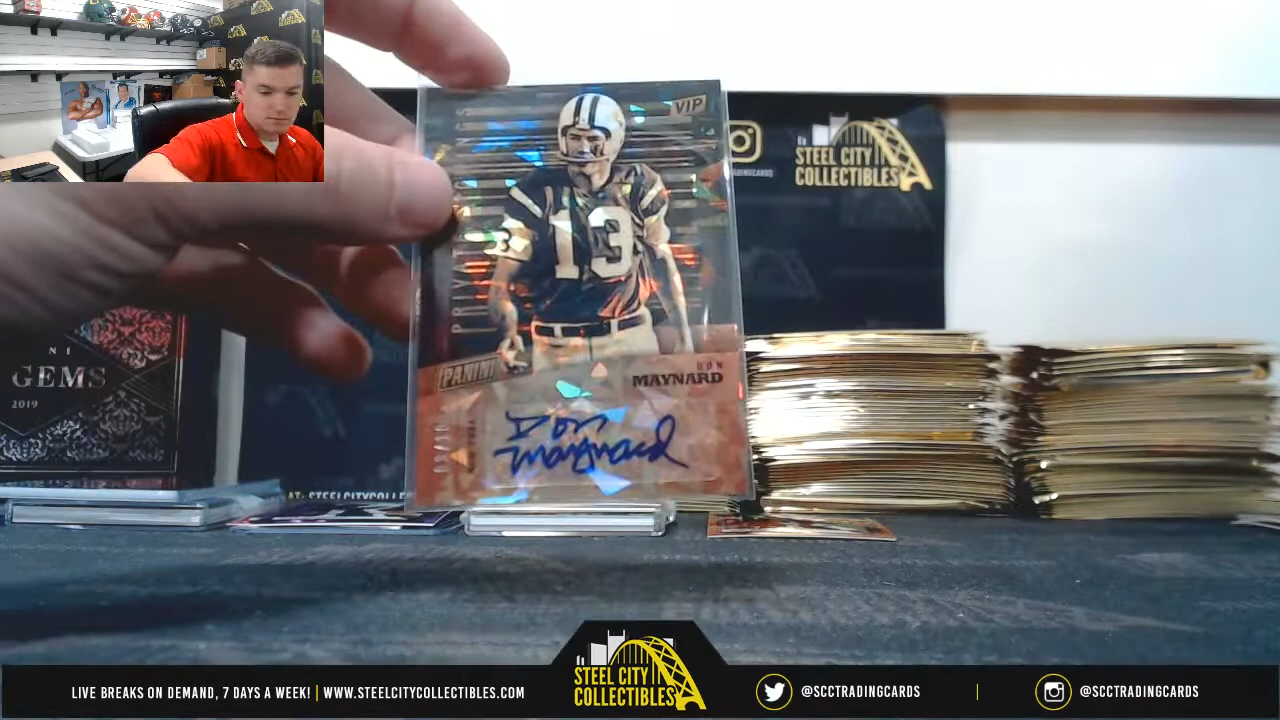 VIP
13
PANINI
DON
MAYNARD
Don
Maynard
STEEL CITY
COLLECTIBLES
N I
GEMS
2019
STEEL CITY
COLLECTIBLES
LIVE BREAKS ON DEMAND, 7 DAYS A WEEK! | WWW.STEELCITYCOLLECTIBLES.COM
@SCCTRADINGCARDS | @SCCTRADINGCARDS